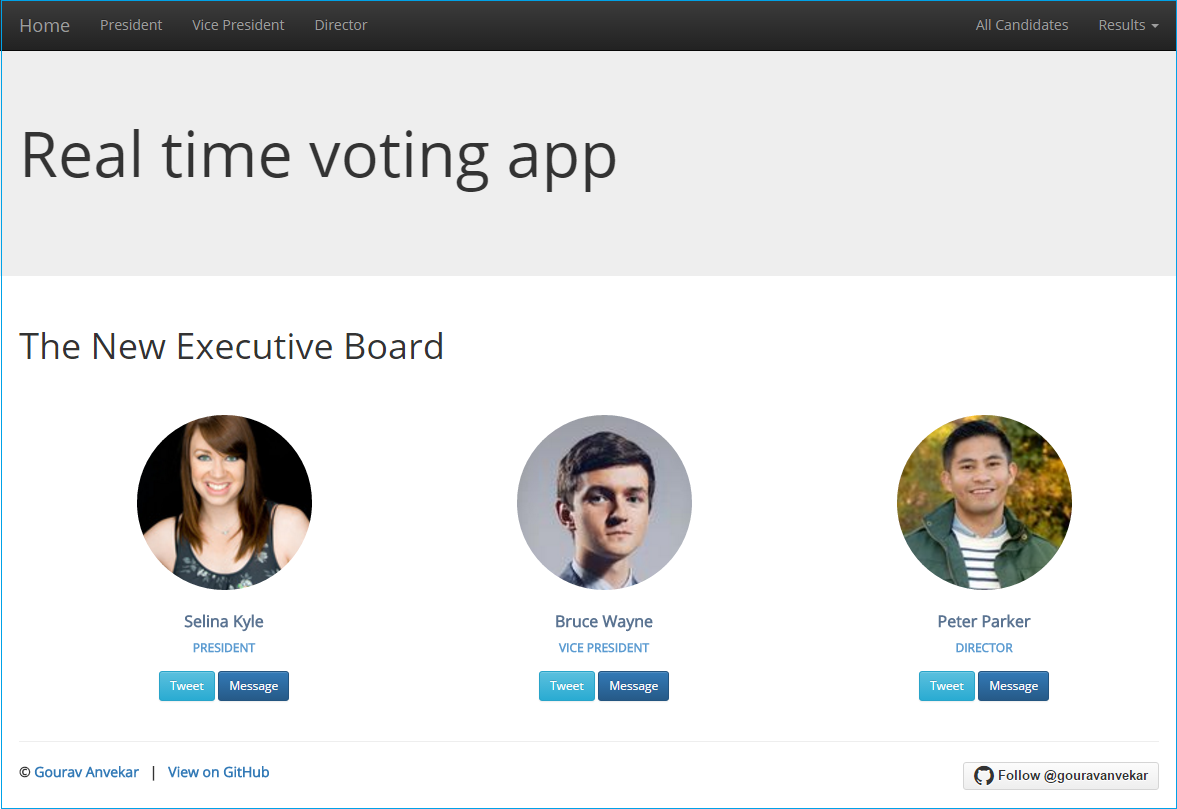 Home President Vice President Director All Candidates Results
Real time voting app
The New Executive Board
Selina Kyle Bruce Wayne Peter Parker
PRESIDENT VICE PRESIDENT DIRECTOR
Tweet Message Tweet Message Tweet Message
© Gourav Anvekar | View on GitHub Follow @gouravanvekar